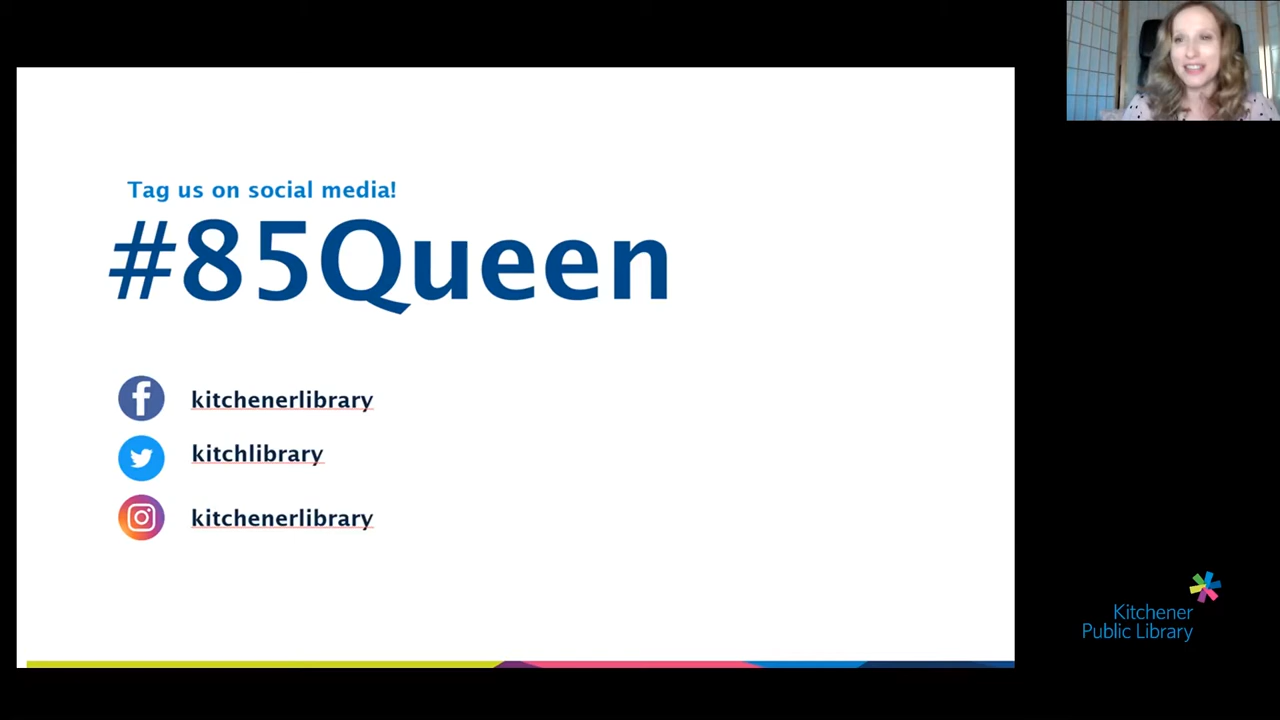 Tag us on social media!
#85Queen
kitchenerlibrary
kitchlibrary
kitchenerlibrary
Kitchener
Public Library